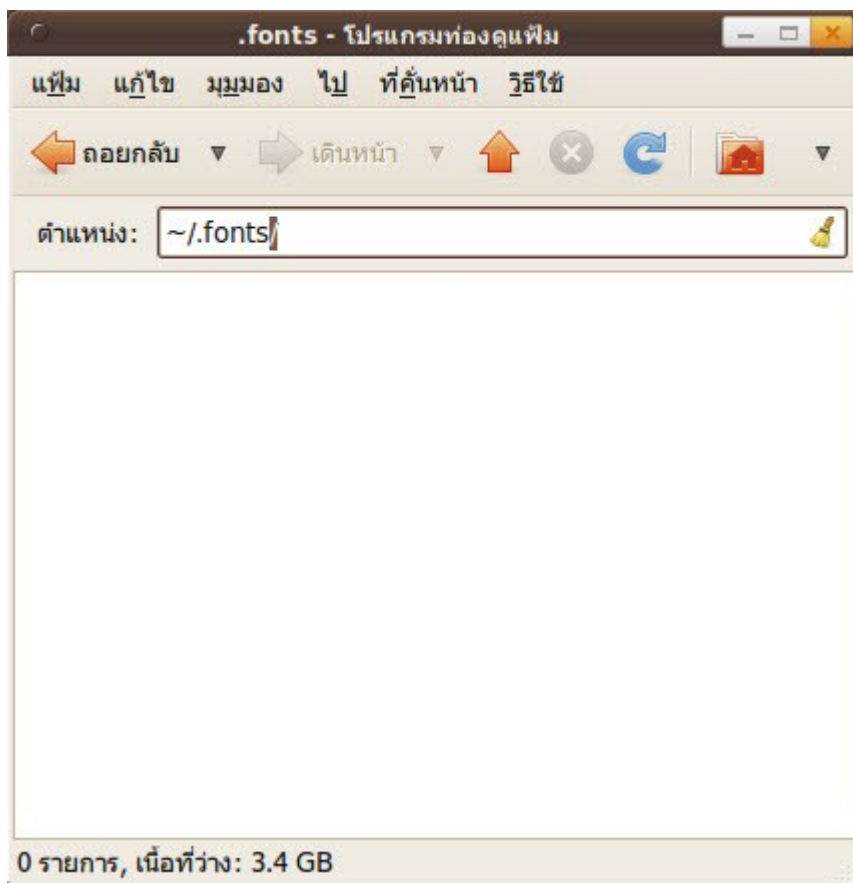 .fonts - โปรแกรมท่องดูแฟ้ม
แฟ้ม แก้ไข มุมมอง ไป ที่คั่นหน้า วิธีใช้
ถอยกลับ เดินหน้า
ตำแหน่ง: ~/.fonts/
0 รายการ, เนื้อที่ว่าง: 3.4 GB